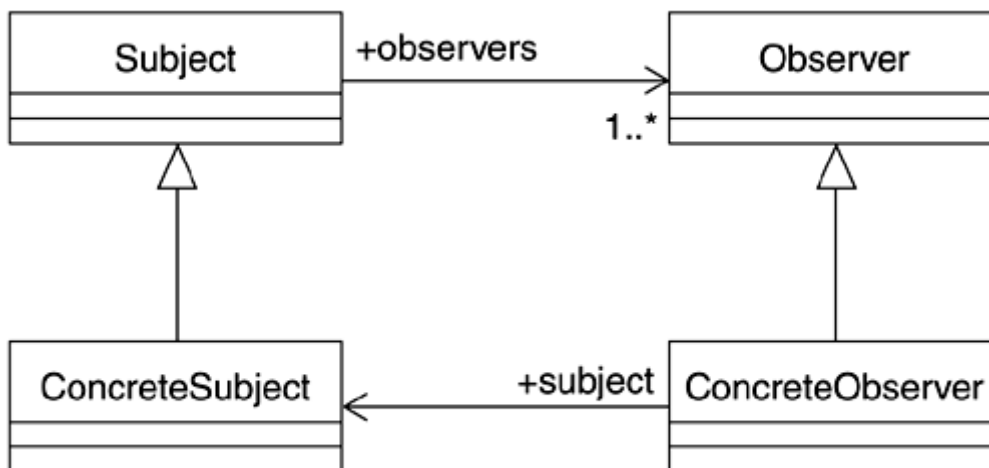 Subject
+observers
Observer
1..*
ConcreteSubject
+subject
ConcreteObserver